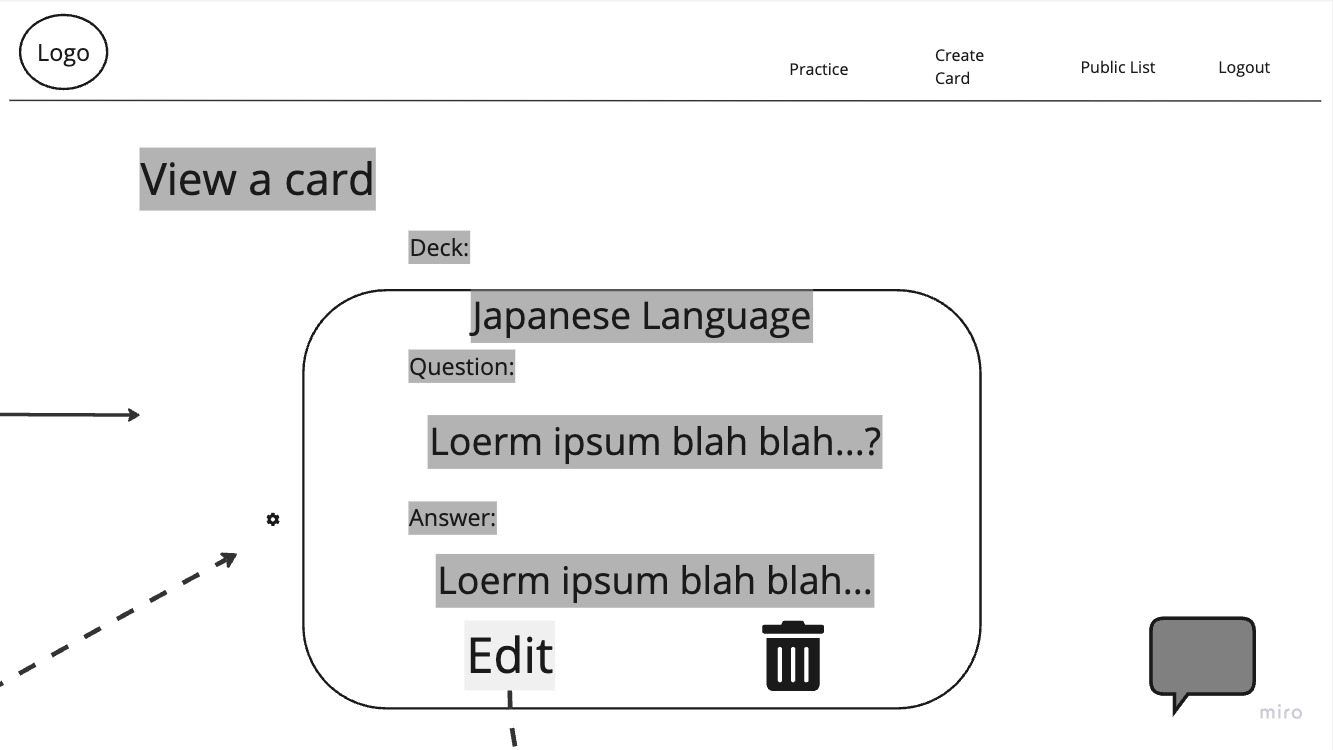 Logo
Practice
Create
Card
Public List
Logout
View a card
Deck:
Japanese Language
Question:
Loerm ipsum blah blah...?
Answer:
Loerm ipsum blah blah...
Edit
miro